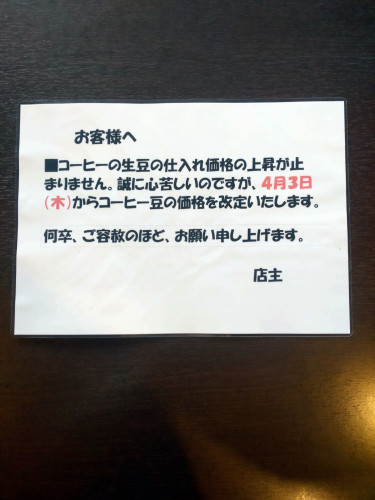 お客様へ
■コーヒーの生豆の仕入れ価格の上昇が止
まりません。誠に心苦しいのですが、4月3日
(木)からコーヒー豆の価格を改定いたします。
何卒、ご容赦のほど、お願い申し上げます。
店主